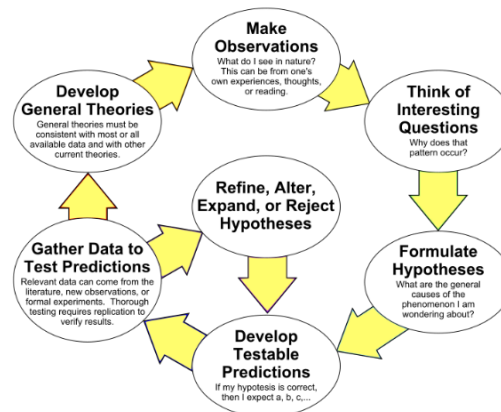 Make
Observations
What do I see in nature?
This can be from one's
own experiences, thoughts,
or reading.
Think of
Interesting
Questions
Why does that
pattern occur?
Formulate
Hypotheses
What are the general
causes of the
phenomenon I am
wondering about?
Develop
Testable
Predictions
If my hypotesis is correct,
then I expect a, b, c,...
Gather Data to
Test Predictions
Relevant data can come from the
literature, new observations, or
formal experiments. Thorough
testing requires replication to
verify results.
Refine, Alter,
Expand, or Reject
Hypotheses
Develop
General Theories
General theories must be
consistent with most or all
available data and with other
current theories.